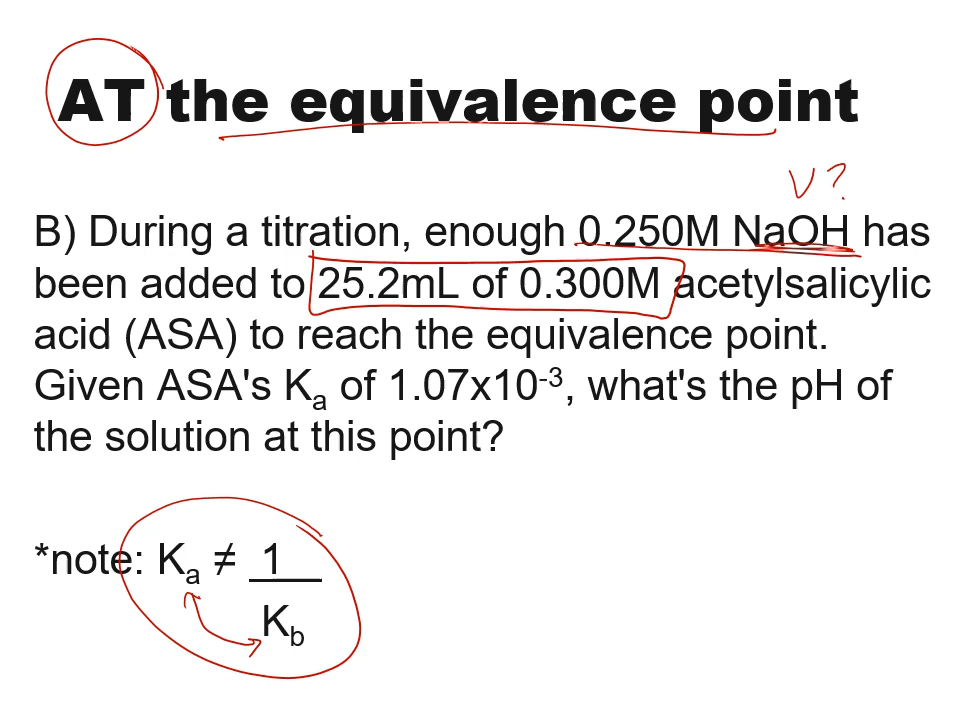 AT the equivalence point
V?
B) During a titration, enough 0.250M NaOH has
been added to 25.2mL of 0.300M acetylsalicylic
acid (ASA) to reach the equivalence point.
Given ASA's Kₐ of 1.07x10⁻³, what's the pH of
the solution at this point?
*note: Kₐ ≠ 1
K_b